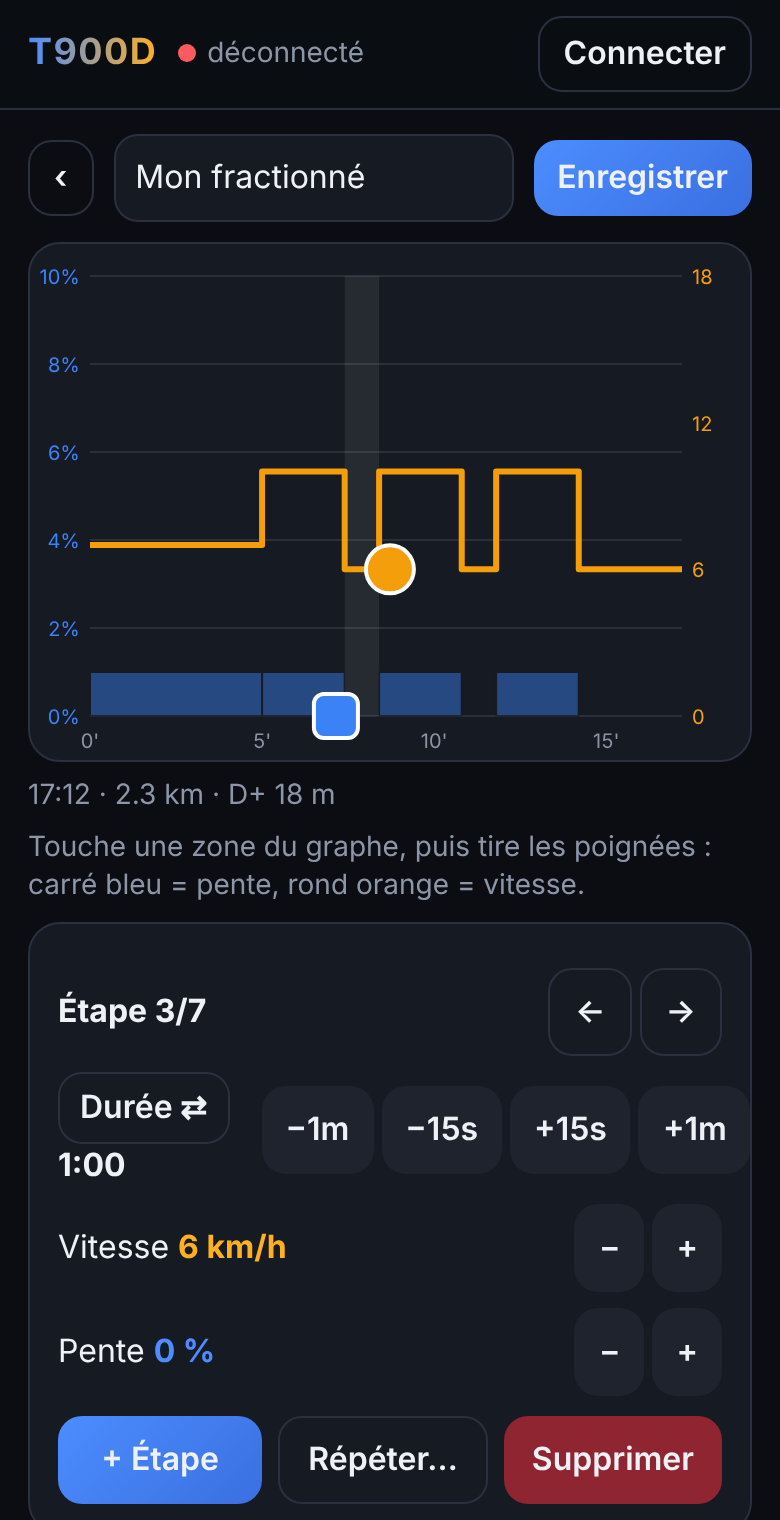 T900D déconnecté Connecter
‹ Mon fractionné Enregistrer
10% 18
8%
12
6%
4%
6
2%
0% 0
0' 5' 10' 15'
17:12 · 2.3 km · D+ 18 m
Touche une zone du graphe, puis tire les poignées :
carré bleu = pente, rond orange = vitesse.
Étape 3/7 ← →
Durée ⇄ −1m −15s +15s +1m
1:00
Vitesse 6 km/h − +
Pente 0 % − +
+ Étape Répéter… Supprimer